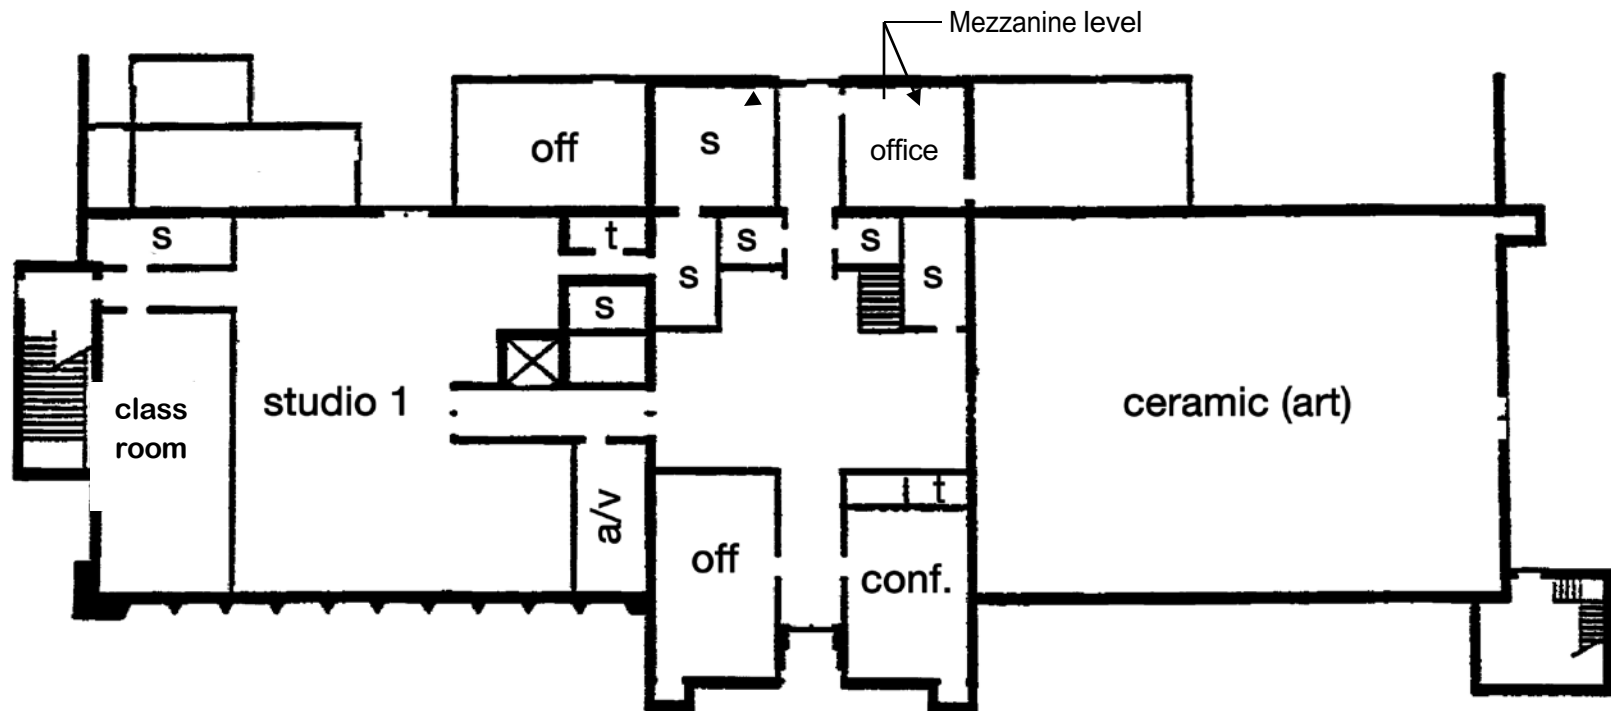 Mezzanine level
off
s
office
s
t
s
s
s
s
s
class
room
studio 1
ceramic (art)
a/v
t
off
conf.